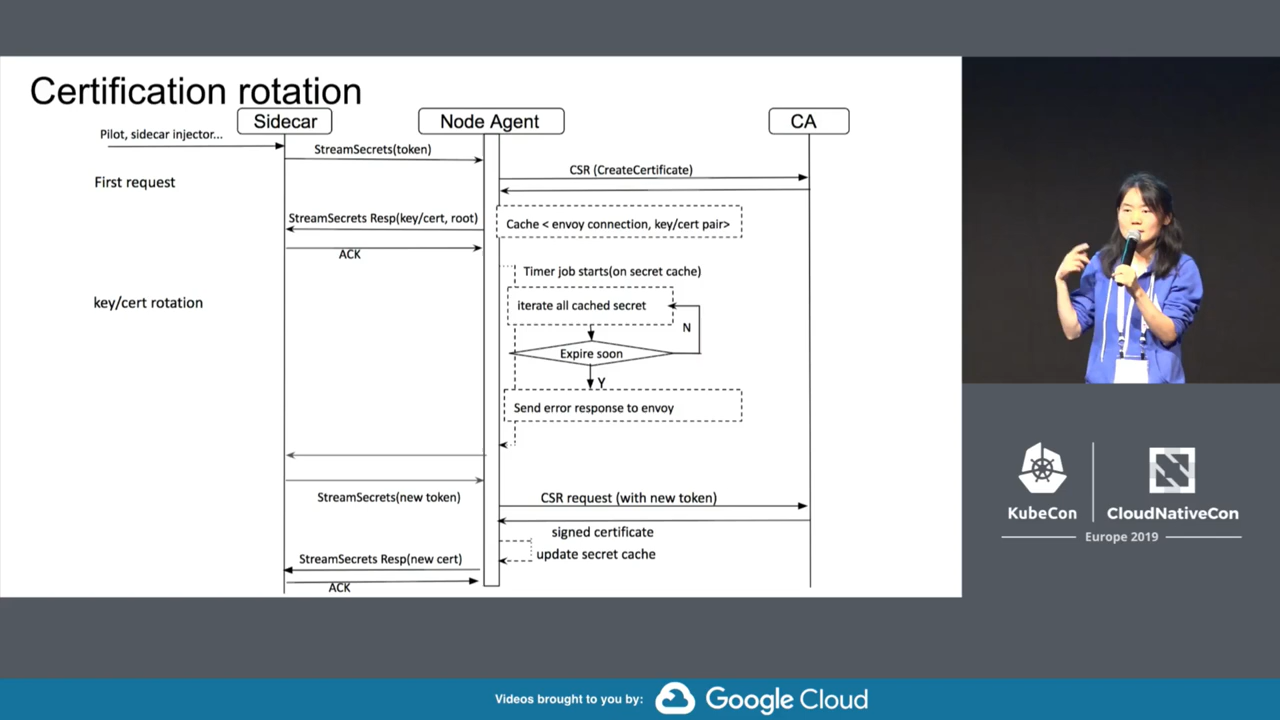 Certification rotation
Sidecar
Node Agent
CA
Pilot, sidecar injector...
StreamSecrets(token)
CSR (CreateCertificate)
First request
StreamSecrets Resp(key/cert, root)
Cache < envoy connection, key/cert pair>
ACK
Timer job starts(on secret cache)
key/cert rotation
iterate all cached secret
N
Expire soon
Y
Send error response to envoy
StreamSecrets(new token)
CSR request (with new token)
signed certificate
update secret cache
StreamSecrets Resp(new cert)
ACK
KubeCon
CloudNativeCon
Europe 2019
Videos brought to you by:
Google Cloud